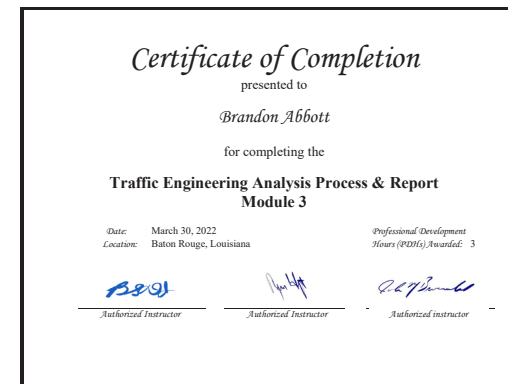 Certificate of Completion
presented to
Brandon Abbott
for completing the
Traffic Engineering Analysis Process & Report
Module 3
Date: March 30, 2022
Location: Baton Rouge, Louisiana
Professional Development
Hours (PDHs) Awarded: 3
Authorized Instructor
Authorized Instructor
Authorized instructor